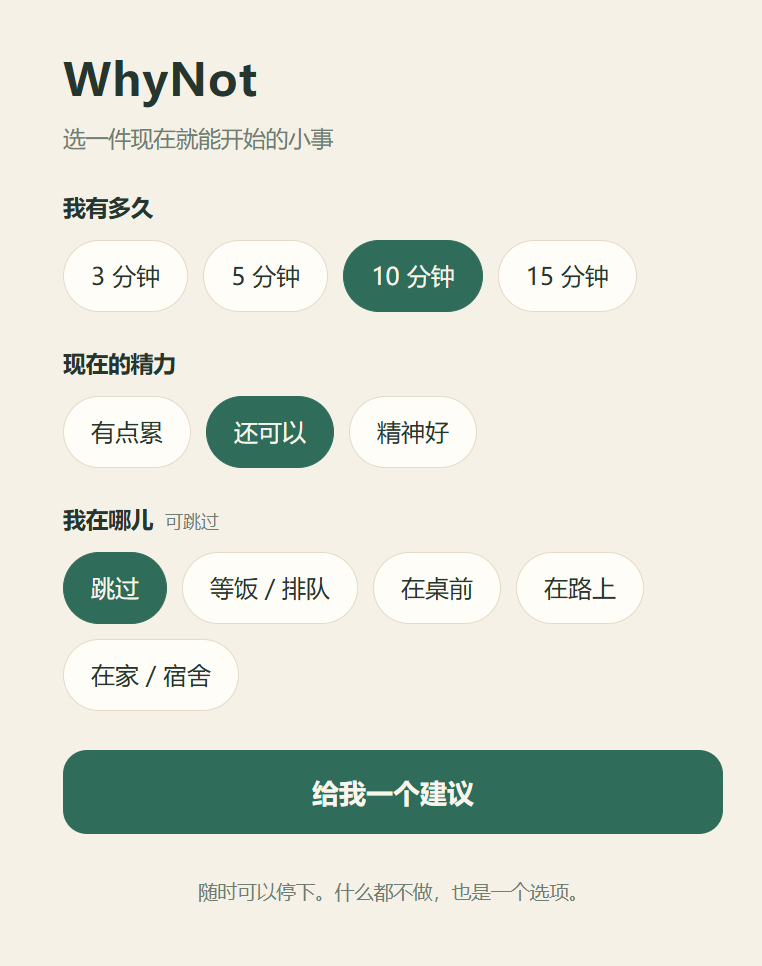 WhyNot
选一件现在就能开始的小事
我有多久
3 分钟 5 分钟 10 分钟 15 分钟
现在的精力
有点累 还可以 精神好
我在哪儿 可跳过
跳过 等饭 / 排队 在桌前 在路上
在家 / 宿舍
给我一个建议
随时可以停下。什么都不做，也是一个选项。